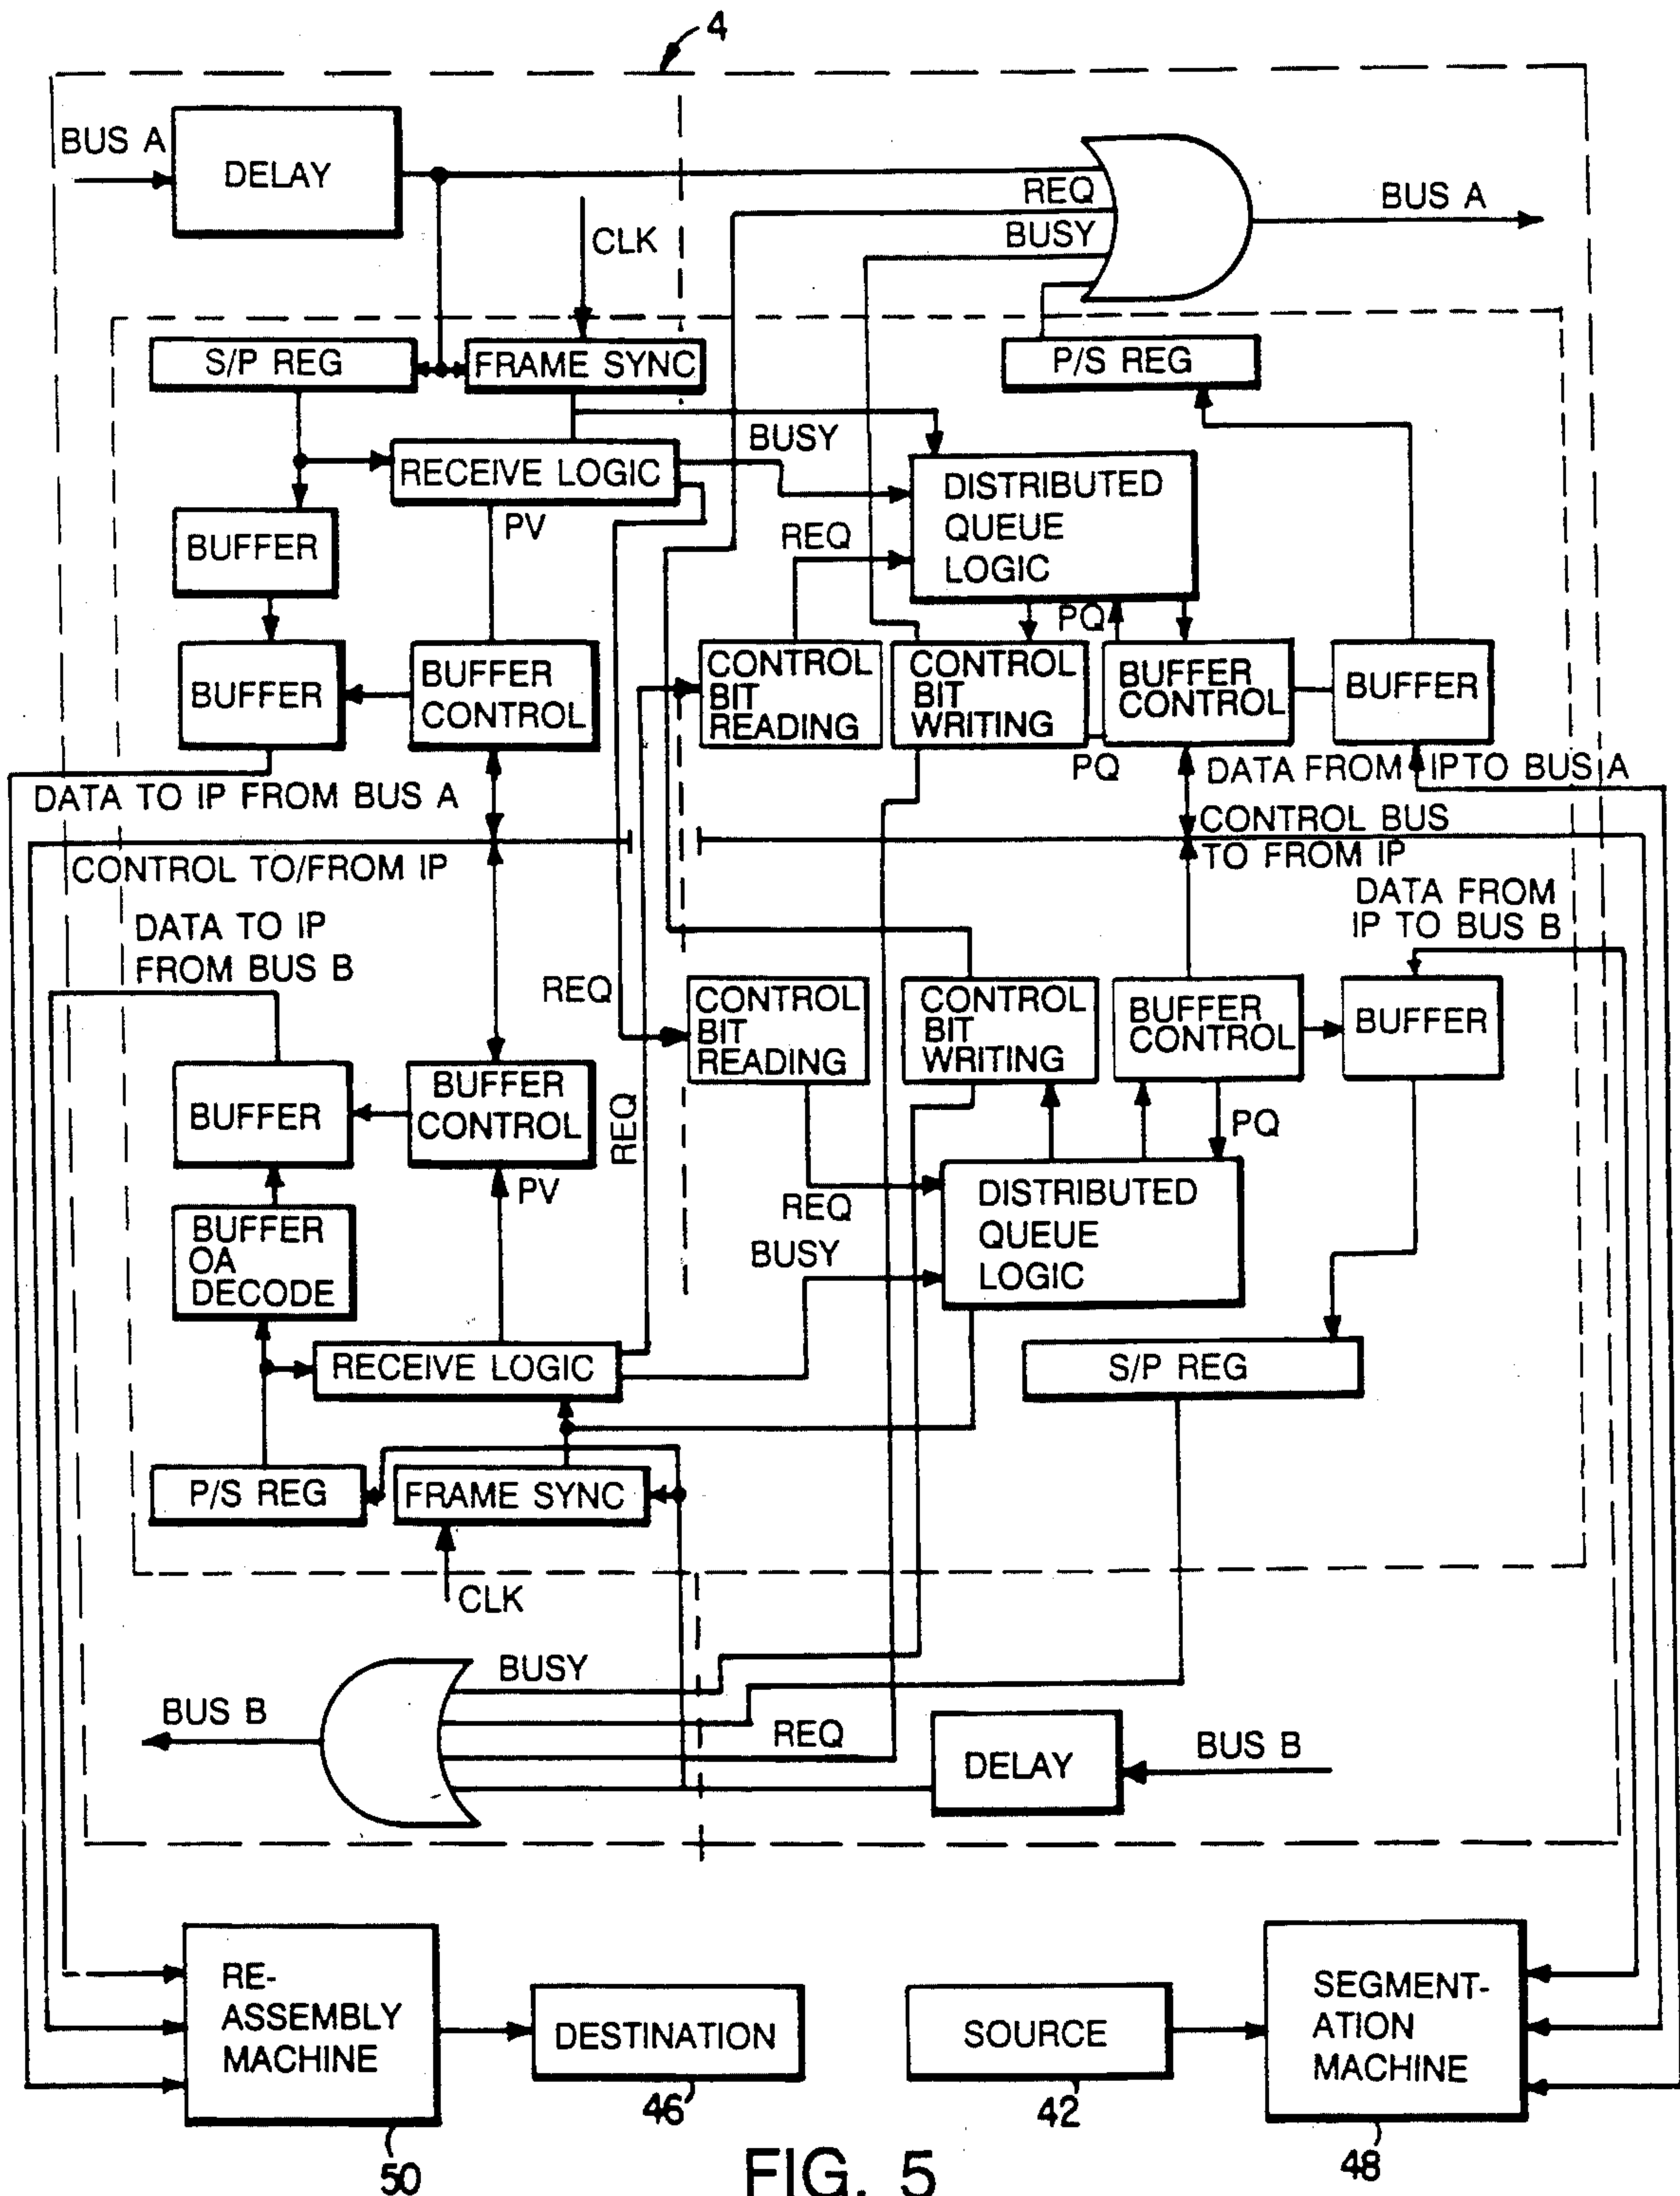 4
BUS A
DELAY
REQ
BUSY
BUS A
CLK
S/P REG
FRAME SYNC
P/S REG
BUSY
RECEIVE LOGIC
PV
DISTRIBUTED
QUEUE
LOGIC
REQ
BUFFER
PQ
BUFFER
BUFFER
CONTROL
CONTROL
BIT
READING
CONTROL
BIT
WRITING
BUFFER
CONTROL
BUFFER
PQ
DATA TO IP FROM BUS A
DATA FROM IP TO BUS A
CONTROL BUS
TO FROM IP
CONTROL TO/FROM IP
DATA FROM
IP TO BUS B
DATA TO IP
FROM BUS B
REQ
CONTROL
BIT
READING
CONTROL
BIT
WRITING
BUFFER
CONTROL
BUFFER
BUFFER
BUFFER
CONTROL
REQ
PQ
PV
DISTRIBUTED
QUEUE
LOGIC
REQ
BUSY
BUFFER
OA
DECODE
RECEIVE LOGIC
S/P REG
P/S REG
FRAME SYNC
CLK
BUSY
BUS B
REQ
DELAY
BUS B
RE-
ASSEMBLY
MACHINE
DESTINATION
SOURCE
SEGMENT-
ATION
MACHINE
46
42
50
48
FIG. 5